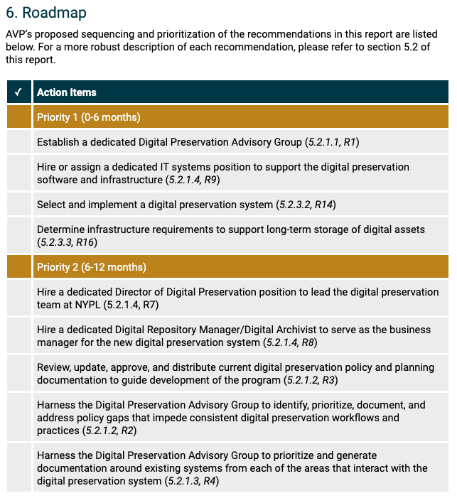 6. Roadmap
AVP's proposed sequencing and prioritization of the recommendations in this report are listed
below. For a more robust description of each recommendation, please refer to section 5.2 of
this report.
✓ Action Items
Priority 1 (0-6 months)
Establish a dedicated Digital Preservation Advisory Group (5.2.1.1, R1)
Hire or assign a dedicated IT systems position to support the digital preservation
software and infrastructure (5.2.1.4, R9)
Select and implement a digital preservation system (5.2.3.2, R14)
Determine infrastructure requirements to support long-term storage of digital assets
(5.2.3.3, R16)
Priority 2 (6-12 months)
Hire a dedicated Director of Digital Preservation position to lead the digital preservation
team at NYPL (5.2.1.4, R7)
Hire a dedicated Digital Repository Manager/Digital Archivist to serve as the business
manager for the new digital preservation system (5.2.1.4, R8)
Review, update, approve, and distribute current digital preservation policy and planning
documentation to guide development of the program (5.2.1.2, R3)
Harness the Digital Preservation Advisory Group to identify, prioritize, document, and
address policy gaps that impede consistent digital preservation workflows and
practices (5.2.1.2, R2)
Harness the Digital Preservation Advisory Group to prioritize and generate
documentation around existing systems from each of the areas that interact with the
digital preservation system (5.2.1.3, R4)